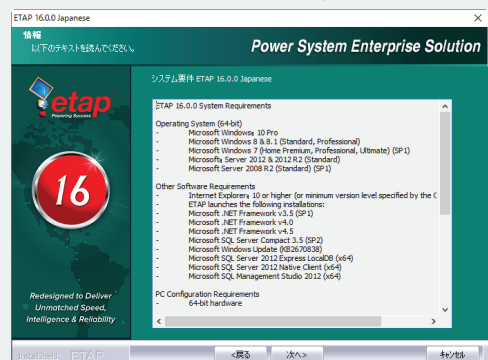 ETAP 16.0.0 Japanese
情報
以下のテキストを読んでください。
Power System Enterprise Solution
etap
Powering Success
16
Redesigned to Deliver
Unmatched Speed,
Intelligence & Reliability
システム要件 ETAP 16.0.0 Japanese
ETAP 16.0.0 System Requirements
Operating System (64-bit)
- Microsoft Windows¸ 10 Pro
- Microsoft Windows 8 & 8.1 (Standard, Professional)
- Microsoft Windows 7 (Home Premium, Professional, Ultimate) (SP1)
- Microsoft¸ Server 2012 & 2012 R2 (Standard)
- Microsoft Server 2008 R2 (Standard) (SP1)
Other Software Requirements
- Internet Explorer¸ 10 or higher (or minimum version level specified by the C
- ETAP launches the following installations:
- Microsoft .NET Framework v3.5 (SP1)
- Microsoft .NET Framework v4.0
- Microsoft .NET Framework v4.5
- Microsoft SQL Server Compact 3.5 (SP2)
- Microsoft Windows Update (KB2670838)
- Microsoft SQL Server 2012 Express LocalDB (x64)
- Microsoft SQL Server 2012 Native Client (x64)
- Microsoft SQL Management Studio 2012 (x64)
PC Configuration Requirements
- 64-bit hardware
InstallShield ETAP
<戻る
次へ>
キャンセル